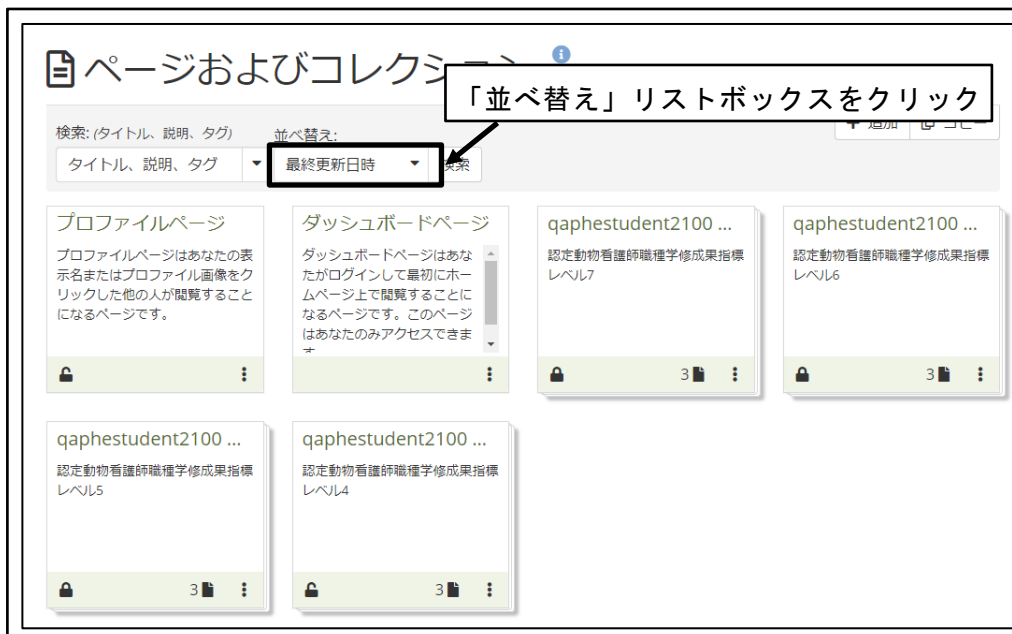 ページおよびコレクション
「並べ替え」リストボックスをクリック
検索: (タイトル、説明、タグ)
並べ替え:
追加
コピー
タイトル、説明、タグ
最終更新日時
検索
プロファイルページ
プロファイルページはあなたの表
示名またはプロファイル画像をク
リックした他の人が閲覧すること
になるページです。
ダッシュボードページ
ダッシュボードページはあな
たがログインして最初にホー
ムページ上で閲覧することに
なるページです。このページ
はあなたのみアクセスできま
す
qaphestudent2100 ...
認定動物看護師職種学修成果指標
レベル7
3
qaphestudent2100 ...
認定動物看護師職種学修成果指標
レベル6
3
qaphestudent2100 ...
認定動物看護師職種学修成果指標
レベル5
3
qaphestudent2100 ...
認定動物看護師職種学修成果指標
レベル4
3